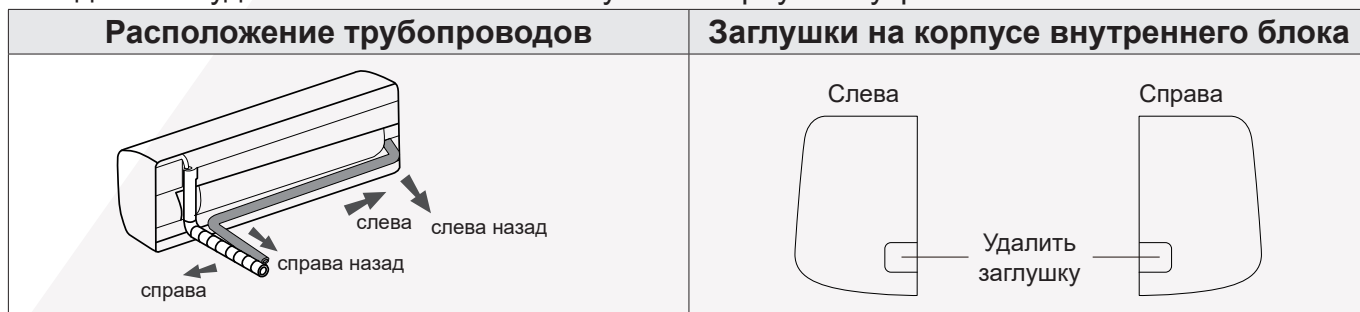 Расположение трубопроводов
Заглушки на корпусе внутреннего блока
слева
слева назад
справа назад
справа
Слева
Справа
Удалить
заглушку